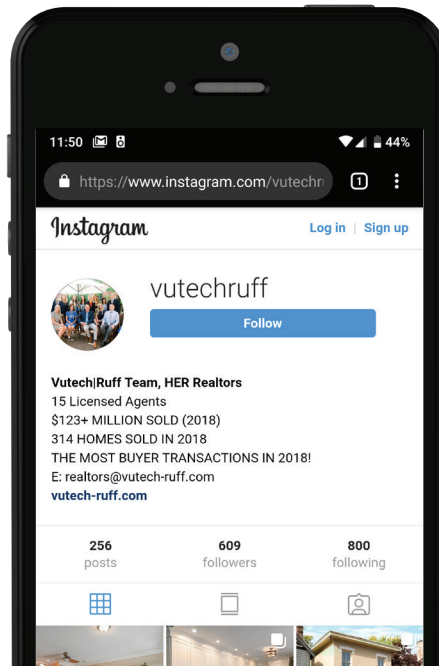 11:50
44%
https://www.instagram.com/vutechr
1
Instagram
Log in | Sign up
vutechruff
Follow
Vutech|Ruff Team, HER Realtors
15 Licensed Agents
$123+ MILLION SOLD (2018)
314 HOMES SOLD IN 2018
THE MOST BUYER TRANSACTIONS IN 2018!
E: realtors@vutech-ruff.com
vutech-ruff.com
256 609 800
posts followers following